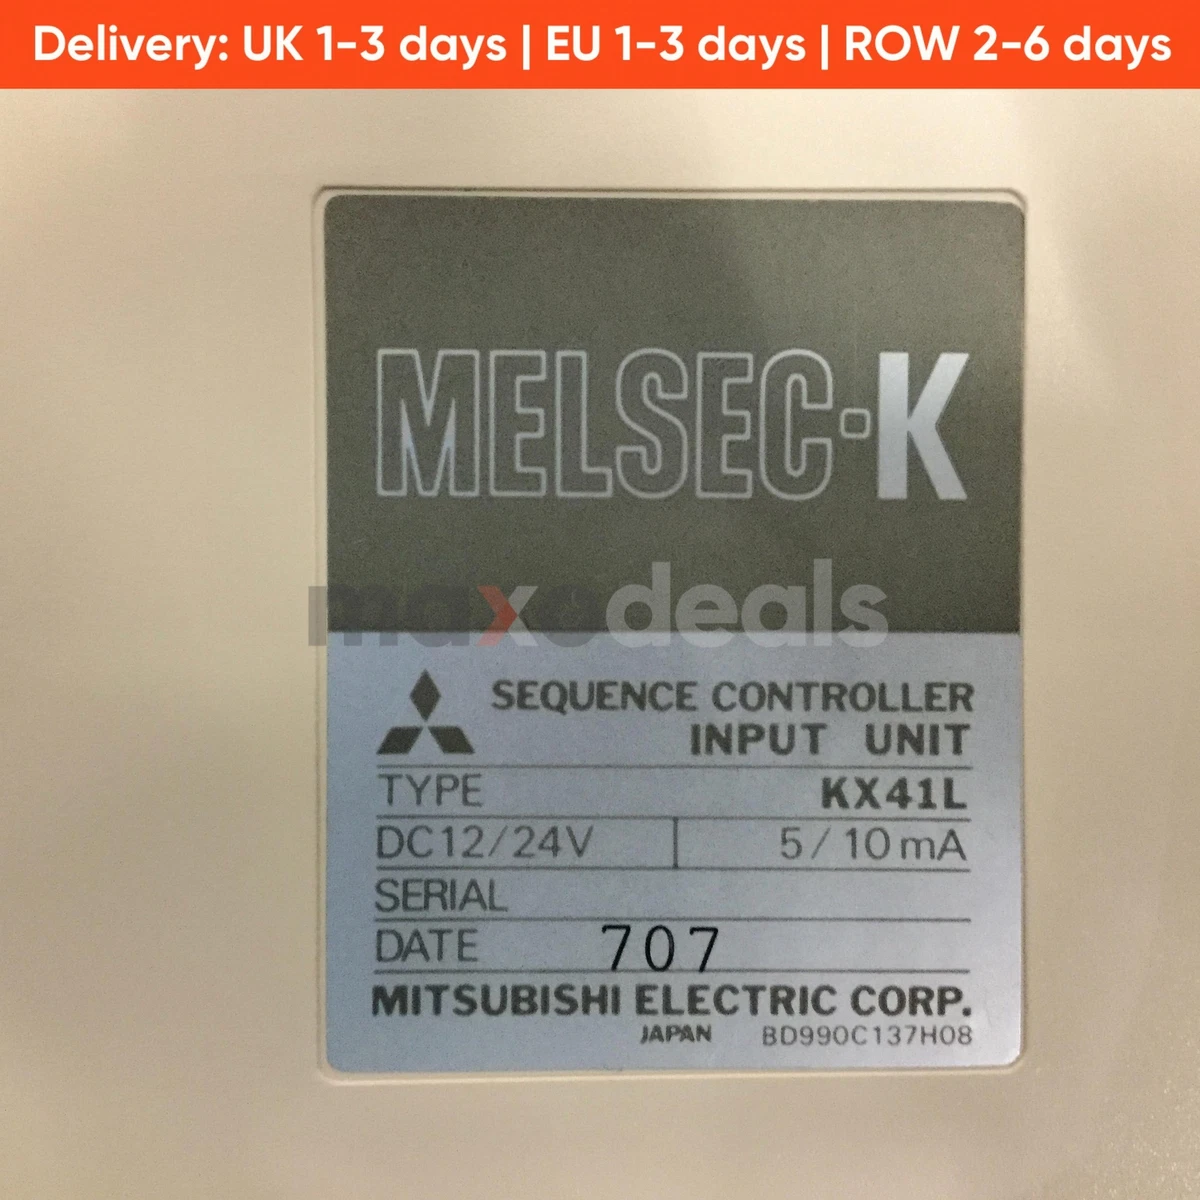 Delivery: UK 1-3 days | EU 1-3 days | ROW 2-6 days
MELSEC-K
maxodeals
SEQUENCE CONTROLLER
INPUT UNIT
TYPE KX41L
DC12/24V 5/10mA
SERIAL
DATE 707
MITSUBISHI ELECTRIC CORP.
JAPAN BD990C137H08